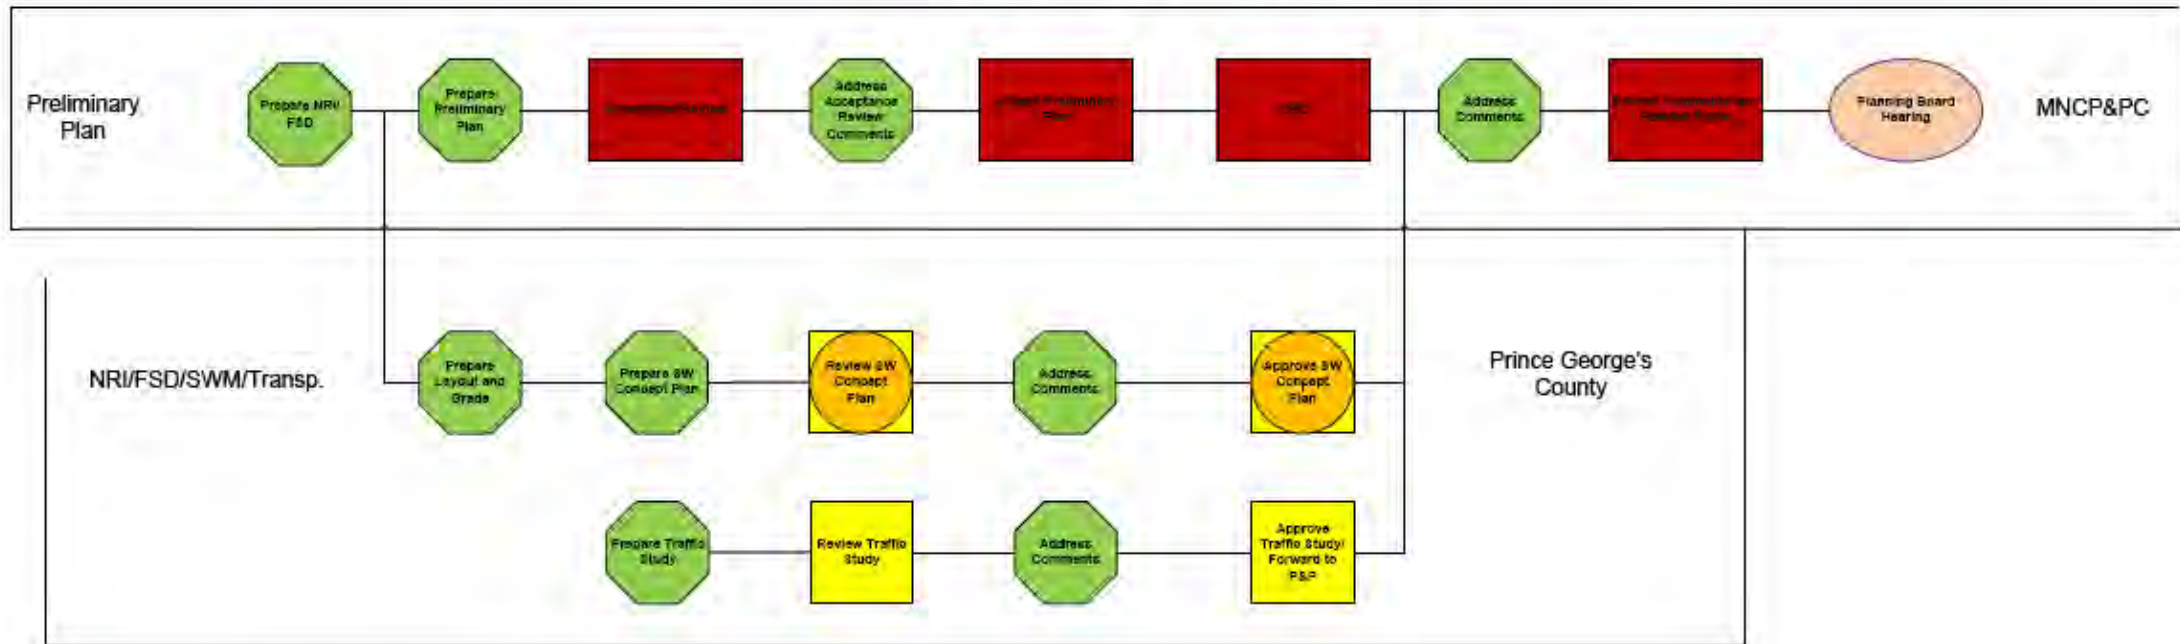 Preliminary
Plan
Prepare NRI/
FSD
Prepare
Preliminary
Plan
Acceptance Review
Address
Acceptance
Review
Comments
Preliminary
Address
Comments
Planning Board
Hearing
MNCP&PC
NRI/FSD/SWM/Transp.
Prepare
Layout and
Grade
Prepare SW
Concept Plan
Review SW
Concept
Plan
Address
Comments
Approve SW
Concept
Plan
Prince George's
County
Prepare Traffic
Study
Review Traffic
Study
Address
Comments
Approve
Traffic Study/
Forward to
P&P